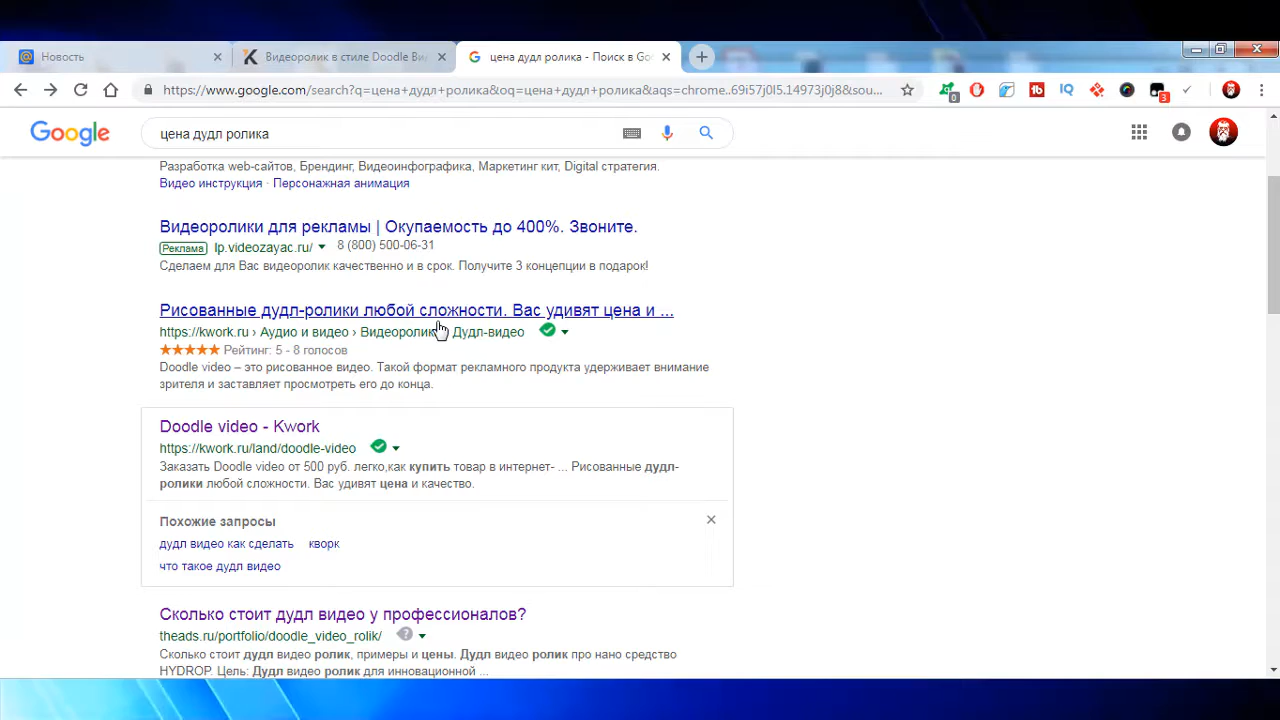 Новость
Видеоролик в стиле Doodle Ви
цена дудл ролика - Поиск в Goo
https://www.google.com/search?q=цена+дудл+ролика&oq=цена+дудл+ролика&aqs=chrome..69i57j0l5.14973j0j8&sou...
0
IQ
3
Google
цена дудл ролика
Разработка web-сайтов, Брендинг, Видеоинфографика, Маркетинг кит, Digital стратегия.
Видео инструкция · Персонажная анимация
Видеоролики для рекламы | Окупаемость до 400%. Звоните.
Реклама lp.videozayac.ru/ 8 (800) 500-06-31
Сделаем для Вас видеоролик качественно и в срок. Получите 3 концепции в подарок!
Рисованные дудл-ролики любой сложности. Вас удивят цена и ...
https://kwork.ru › Аудио и видео › Видеоролик › Дудл-видео
Рейтинг: 5 - 8 голосов
Doodle video – это рисованное видео. Такой формат рекламного продукта удерживает внимание
зрителя и заставляет просмотреть его до конца.
Doodle video - Kwork
https://kwork.ru/land/doodle-video
Заказать Doodle video от 500 руб. легко,как купить товар в интернет- ... Рисованные дудл-
ролики любой сложности. Вас удивят цена и качество.
Похожие запросы
дудл видео как сделать кворк
что такое дудл видео
Сколько стоит дудл видео у профессионалов?
theads.ru/portfolio/doodle_video_rolik/
Сколько стоит дудл видео ролик, примеры и цены. Дудл видео ролик про нано средство
HYDROP. Цель: Дудл видео ролик для инновационной ...